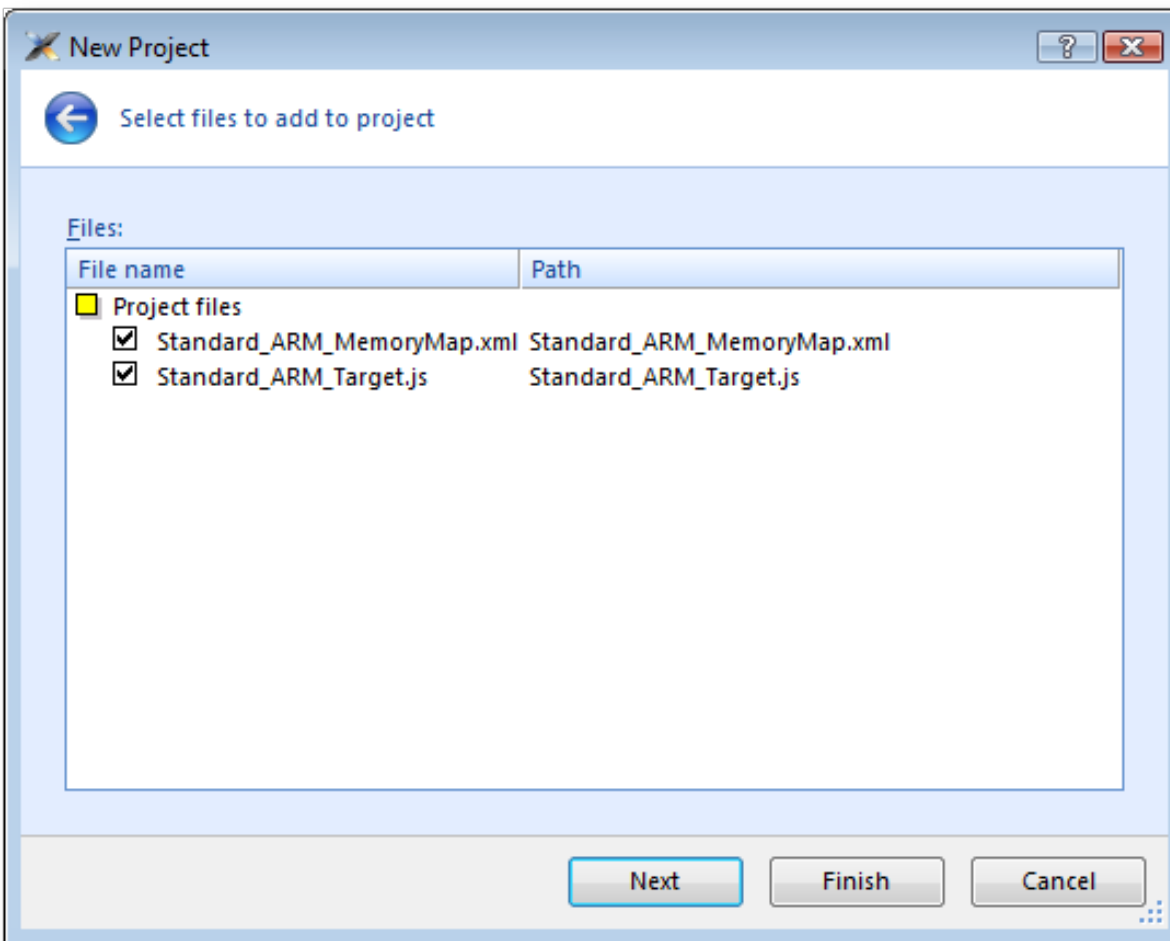 New Project
Select files to add to project
Files:
File name Path
Project files
Standard_ARM_MemoryMap.xml Standard_ARM_MemoryMap.xml
Standard_ARM_Target.js Standard_ARM_Target.js
Next Finish Cancel